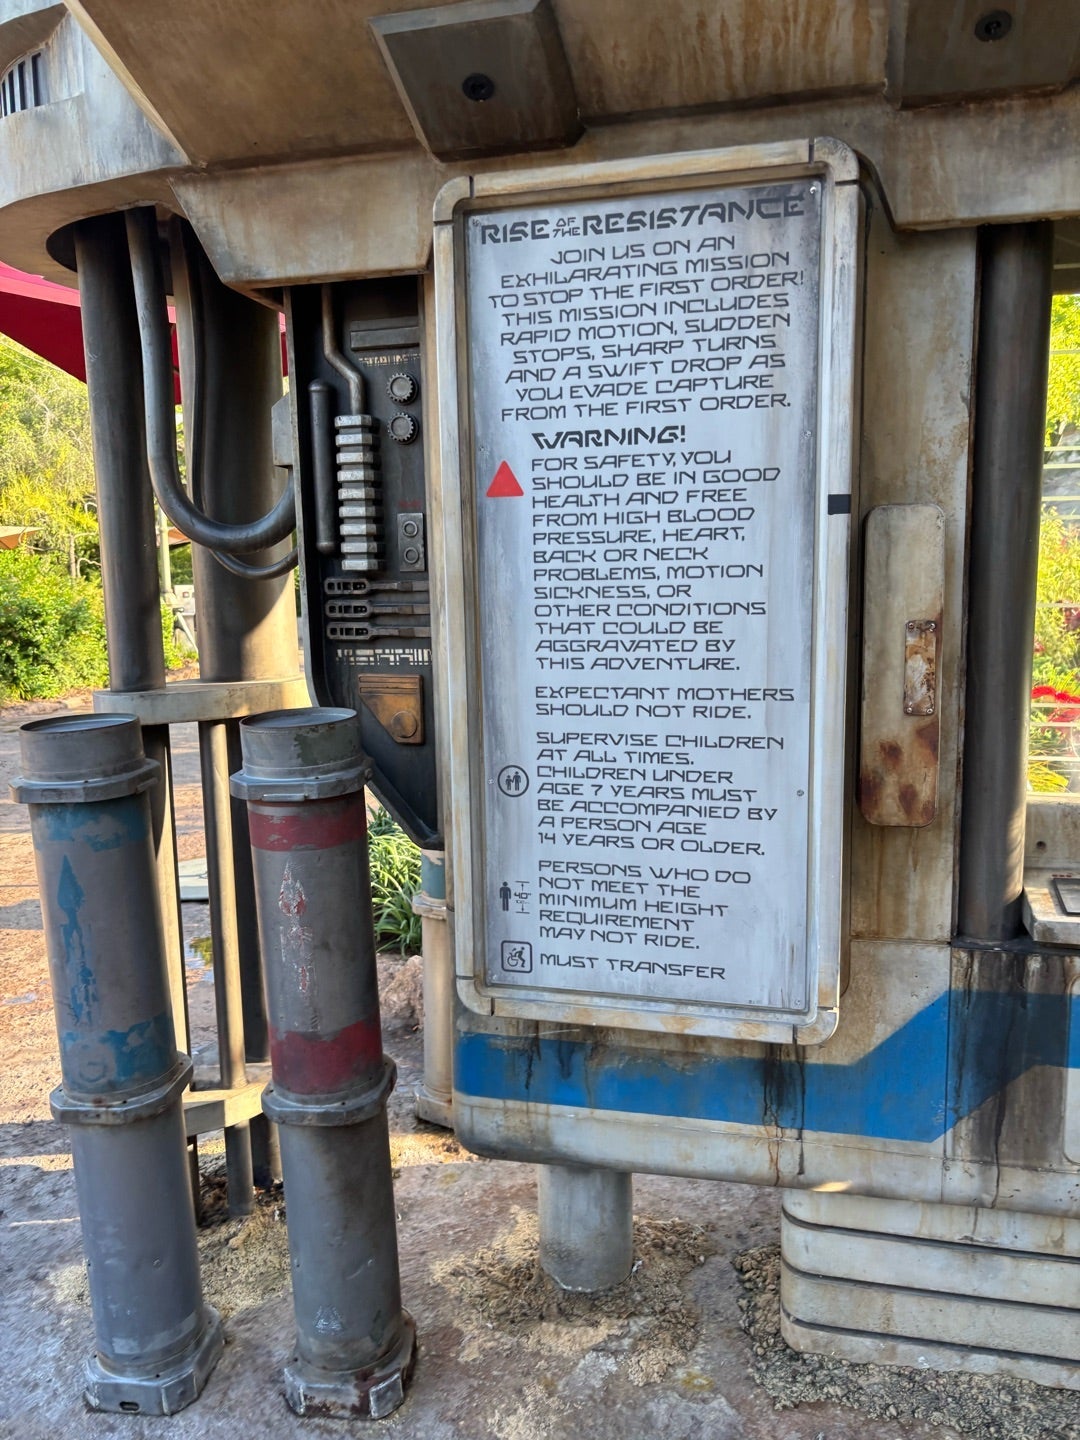 RISE OF THE RESISTANCE
JOIN US ON AN
EXHILARATING MISSION
TO STOP THE FIRST ORDER!
THIS MISSION INCLUDES
RAPID MOTION, SUDDEN
STOPS, SHARP TURNS
AND A SWIFT DROP AS
YOU EVADE CAPTURE
FROM THE FIRST ORDER.
WARNING!
FOR SAFETY, YOU
SHOULD BE IN GOOD
HEALTH AND FREE
FROM HIGH BLOOD
PRESSURE, HEART,
BACK OR NECK
PROBLEMS, MOTION
SICKNESS, OR
OTHER CONDITIONS
THAT COULD BE
AGGRAVATED BY
THIS ADVENTURE.
EXPECTANT MOTHERS
SHOULD NOT RIDE.
SUPERVISE CHILDREN
AT ALL TIMES.
CHILDREN UNDER
AGE 7 YEARS MUST
BE ACCOMPANIED BY
A PERSON AGE
14 YEARS OR OLDER.
PERSONS WHO DO
NOT MEET THE
40" MINIMUM HEIGHT
REQUIREMENT
MAY NOT RIDE.
MUST TRANSFER